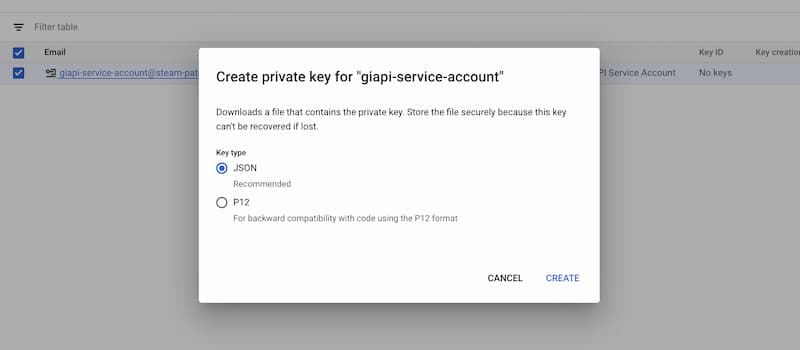 Filter table
Email Key ID Key creation
giapi-service-account@steam-pat PI Service Account No keys
Create private key for "giapi-service-account"
Downloads a file that contains the private key. Store the file securely because this key
can't be recovered if lost.
Key type
JSON
Recommended
P12
For backward compatibility with code using the P12 format
CANCEL CREATE